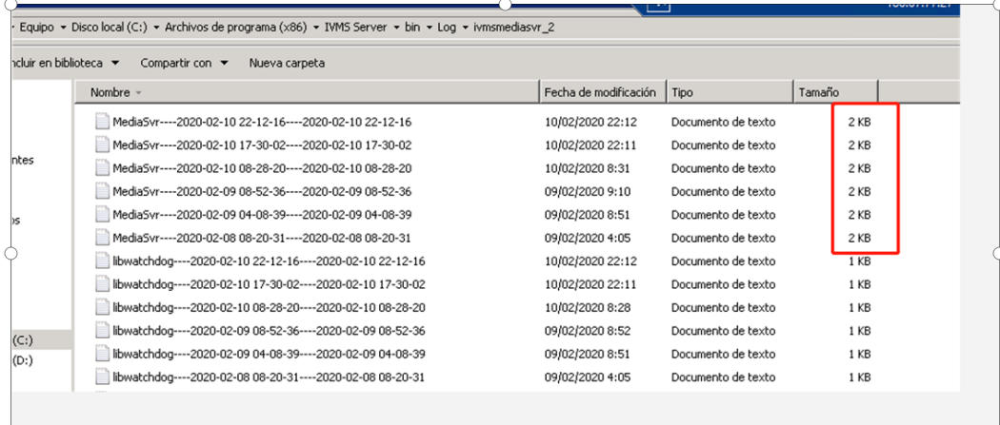 Equipo ▾ Disco local (C:) ▾ Archivos de programa (x86) ▾ IVMS Server ▾ bin ▾ Log ▾ ivmsmediasvr_2
ncluir en biblioteca ▼ Compartir con ▼ Nueva carpeta
Nombre Fecha de modificación Tipo Tamaño
MediaSvr----2020-02-10 22-12-16----2020-02-10 22-12-16 10/02/2020 22:12 Documento de texto 2 KB
MediaSvr----2020-02-10 17-30-02----2020-02-10 17-30-02 10/02/2020 22:11 Documento de texto 2 KB
ntes
MediaSvr----2020-02-10 08-28-20----2020-02-10 08-28-20 10/02/2020 8:31 Documento de texto 2 KB
MediaSvr----2020-02-09 08-52-36----2020-02-09 08-52-36 09/02/2020 9:10 Documento de texto 2 KB
MediaSvr----2020-02-09 04-08-39----2020-02-09 04-08-39 09/02/2020 8:51 Documento de texto 2 KB
MediaSvr----2020-02-08 08-20-31----2020-02-08 08-20-31 09/02/2020 4:05 Documento de texto 2 KB
libwatchdog----2020-02-10 22-12-16----2020-02-10 22-12-16 10/02/2020 22:12 Documento de texto 1 KB
libwatchdog----2020-02-10 17-30-02----2020-02-10 17-30-02 10/02/2020 22:11 Documento de texto 1 KB
libwatchdog----2020-02-10 08-28-20----2020-02-10 08-28-20 10/02/2020 8:28 Documento de texto 1 KB
(C:) libwatchdog----2020-02-09 08-52-36----2020-02-09 08-52-36 09/02/2020 8:52 Documento de texto 1 KB
(D:) libwatchdog----2020-02-09 04-08-39----2020-02-09 04-08-39 09/02/2020 8:51 Documento de texto 1 KB
libwatchdog----2020-02-08 08-20-31----2020-02-08 08-20-31 09/02/2020 4:05 Documento de texto 1 KB